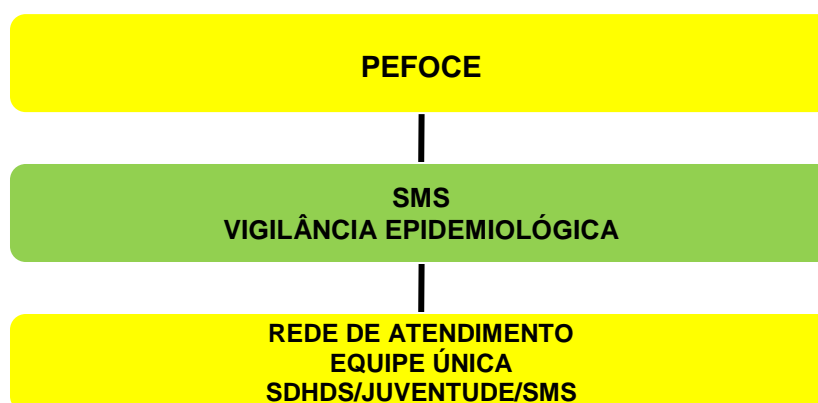 PEFOCE
SMS
VIGILÂNCIA EPIDEMIOLÓGICA
REDE DE ATENDIMENTO
EQUIPE ÚNICA
SDHDS/JUVENTUDE/SMS